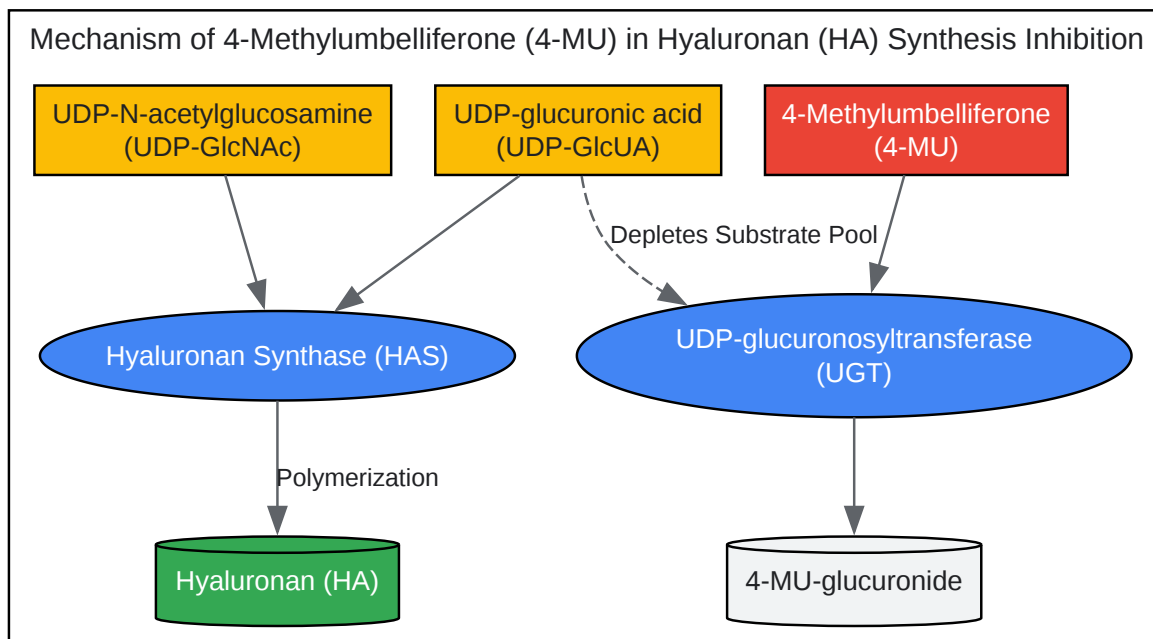 Mechanism of 4-Methylumbelliferone (4-MU) in Hyaluronan (HA) Synthesis Inhibition
UDP-N-acetylglucosamine
(UDP-GlcNAc)
UDP-glucuronic acid
(UDP-GlcUA)
4-Methylumbelliferone
(4-MU)
Depletes Substrate Pool
Hyaluronan Synthase (HAS)
UDP-glucuronosyltransferase
(UGT)
Polymerization
Hyaluronan (HA)
4-MU-glucuronide